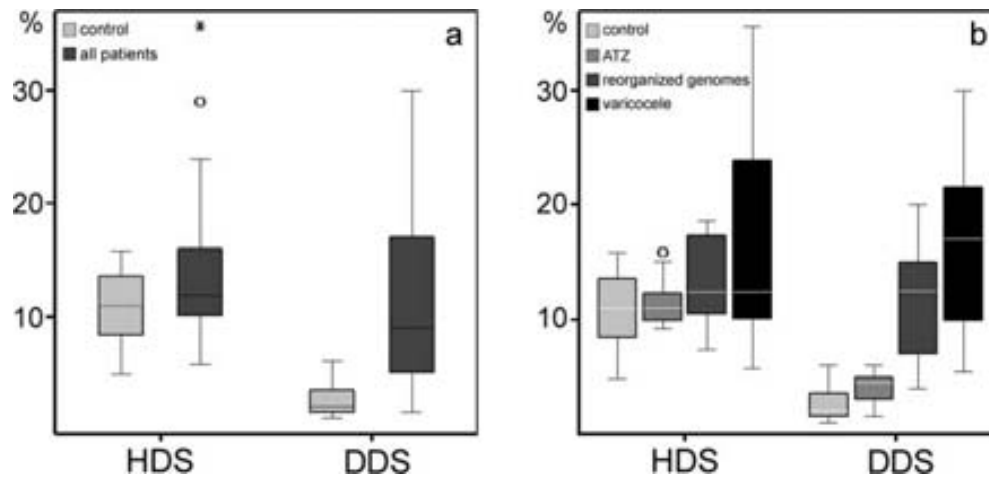 %
control
all patients
a
30
20
10
HDS DDS
%
control
ATZ
reorganized genomes
varicocele
b
30
20
10
HDS DDS